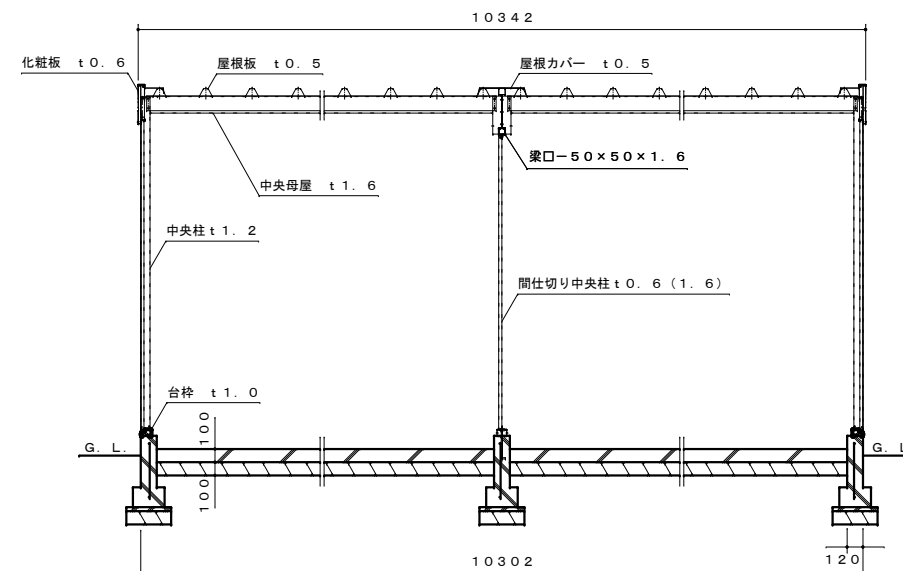 10342
化粧板 t0.6
屋根板 t0.5
屋根カバー t0.5
梁口－50×50×1.6
中央母屋 t1.6
中央柱t1.2
間仕切り中央柱t0.6(1.6)
台枠 t1.0
100
G.L.
G.L
100
10302
120